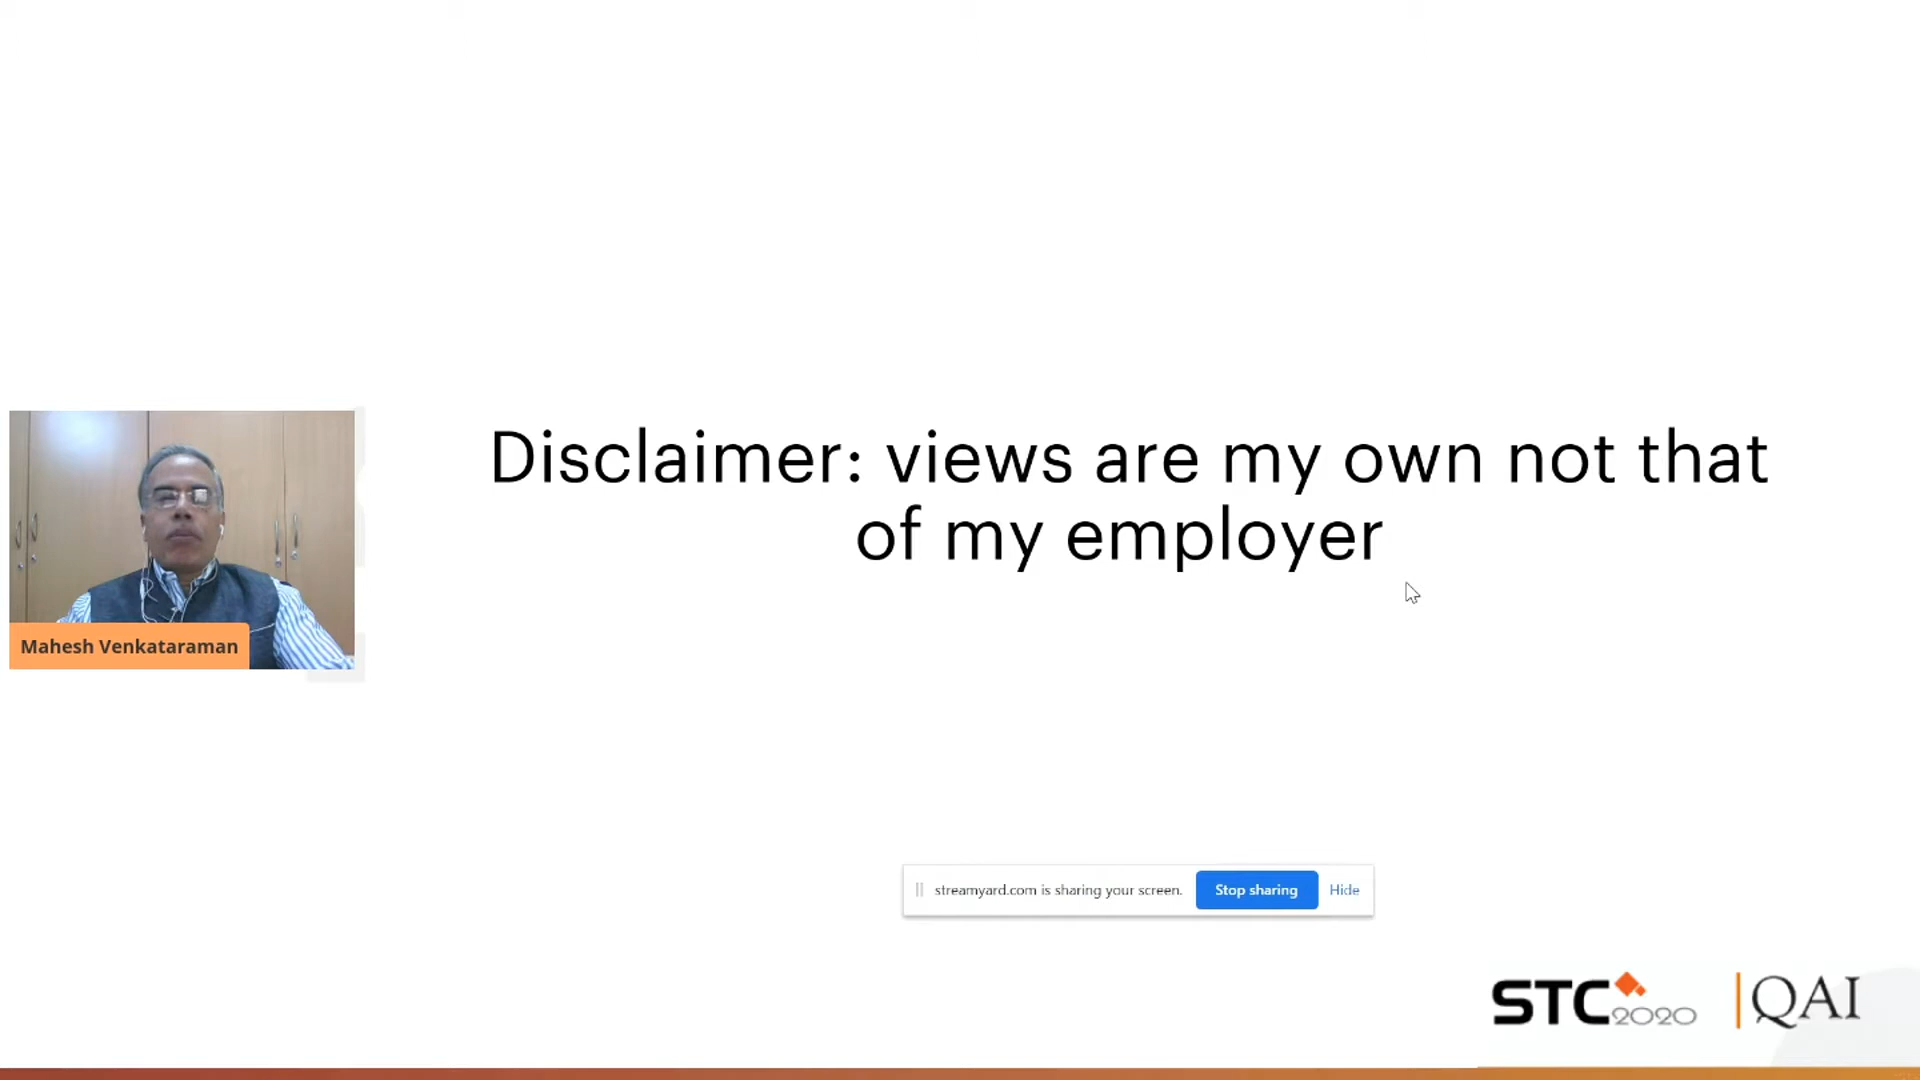 Disclaimer: views are my own not that
of my employer
Mahesh Venkataraman
streamyard.com is sharing your screen. Stop sharing Hide
STC2020 QAI